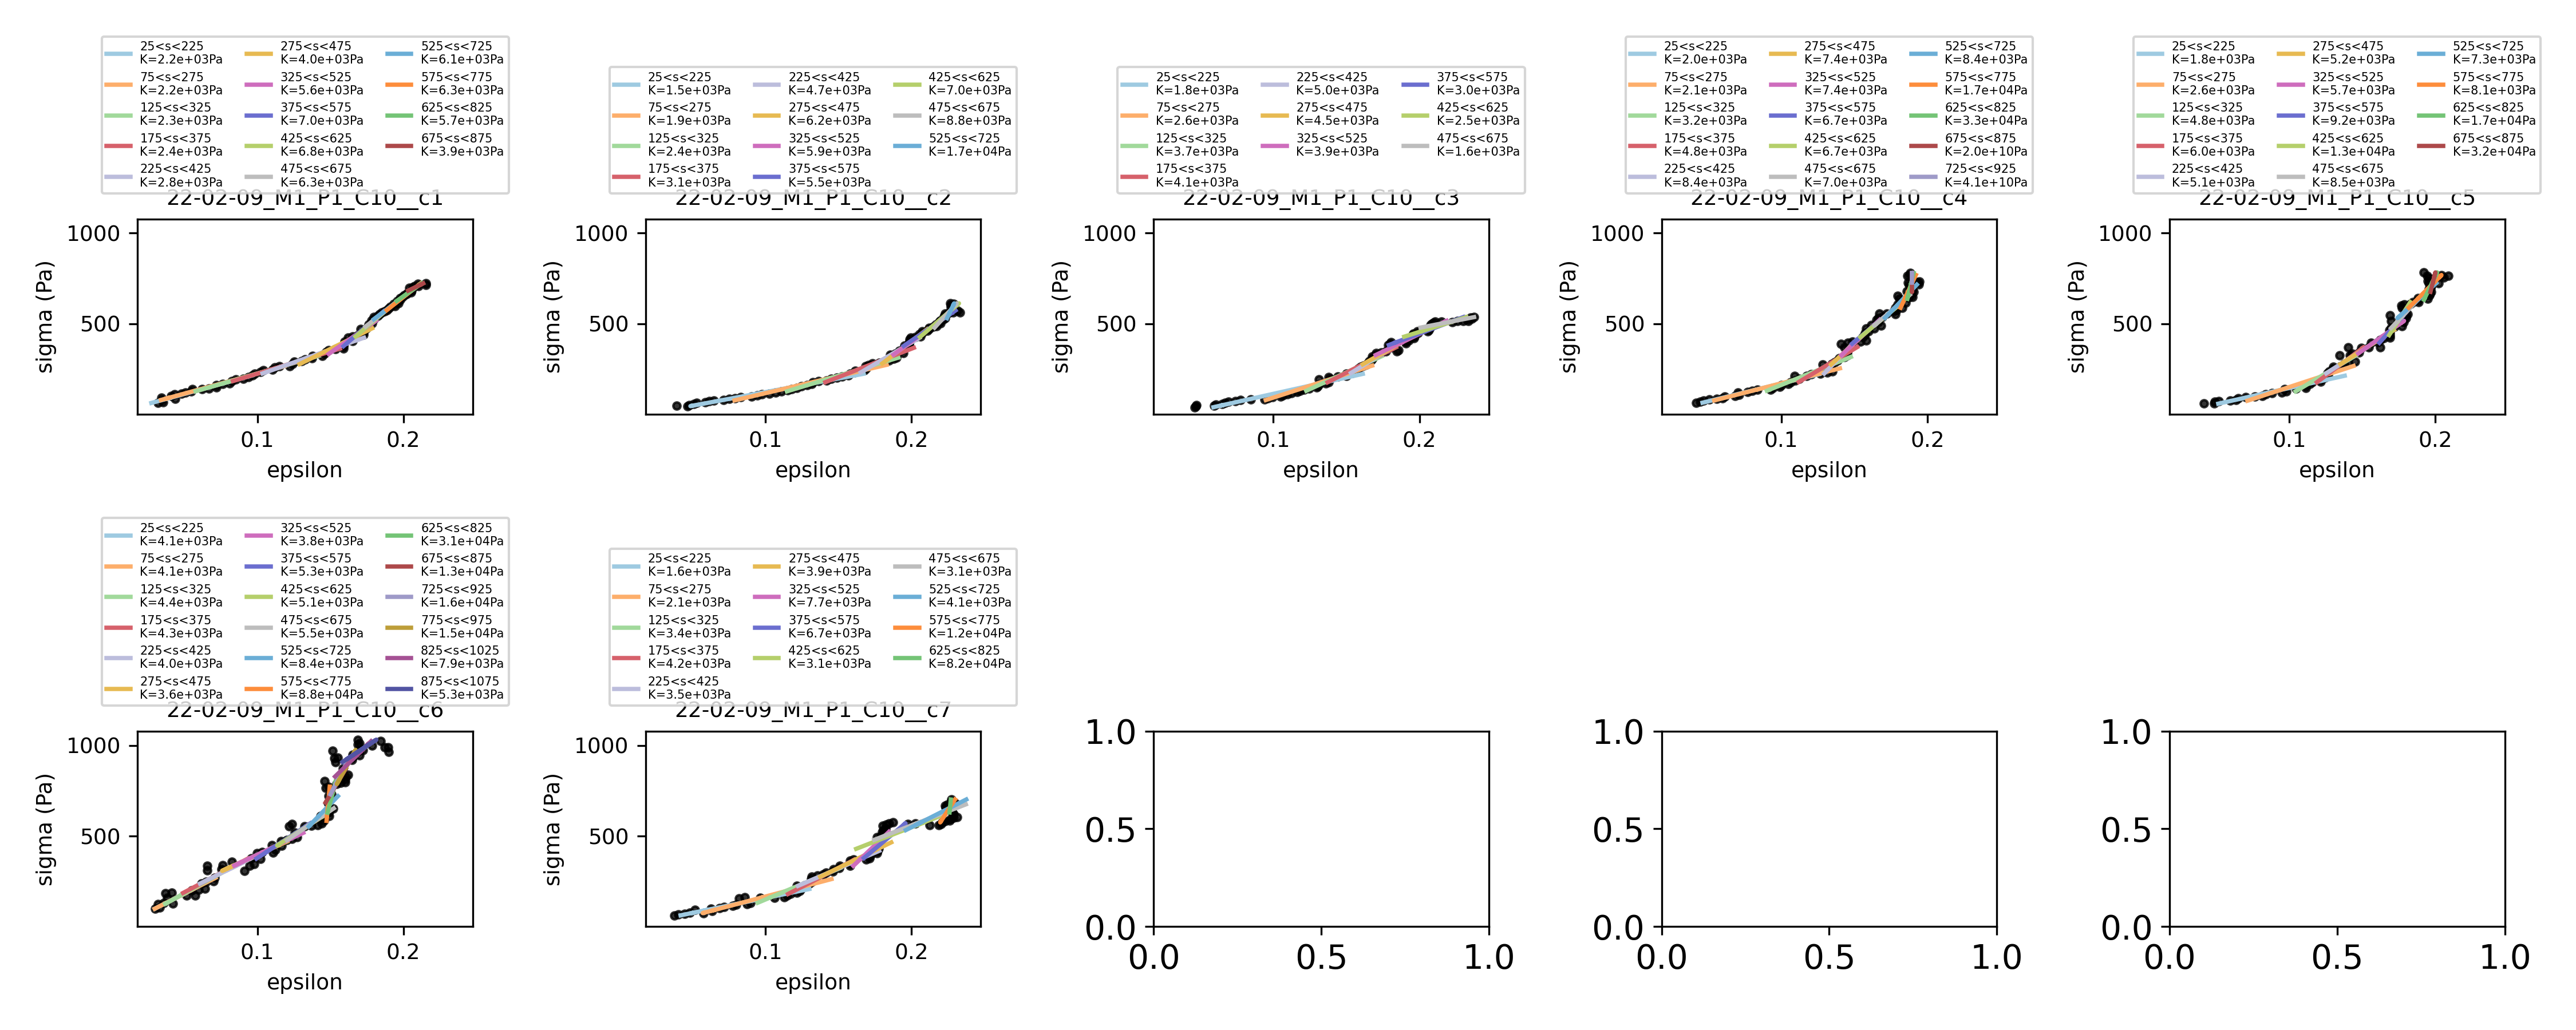 25<s<225
K=2.2e+03Pa
75<s<275
K=2.2e+03Pa
125<s<325
K=2.3e+03Pa
175<s<375
K=2.4e+03Pa
225<s<425
K=2.8e+03Pa
275<s<475
K=4.0e+03Pa
325<s<525
K=5.6e+03Pa
375<s<575
K=7.0e+03Pa
425<s<625
K=6.8e+03Pa
475<s<675
K=6.3e+03Pa
525<s<725
K=6.1e+03Pa
575<s<775
K=6.3e+03Pa
625<s<825
K=5.7e+03Pa
675<s<875
K=3.9e+03Pa
22-02-09_M1_P1_C10__c1
1000
500
sigma (Pa)
0.1 0.2
epsilon
25<s<225
K=1.5e+03Pa
75<s<275
K=1.9e+03Pa
125<s<325
K=2.4e+03Pa
175<s<375
K=3.1e+03Pa
225<s<425
K=4.7e+03Pa
275<s<475
K=6.2e+03Pa
325<s<525
K=5.9e+03Pa
375<s<575
K=5.5e+03Pa
425<s<625
K=7.0e+03Pa
475<s<675
K=8.8e+03Pa
525<s<725
K=1.7e+04Pa
22-02-09_M1_P1_C10__c2
1000
500
sigma (Pa)
0.1 0.2
epsilon
25<s<225
K=1.8e+03Pa
75<s<275
K=2.6e+03Pa
125<s<325
K=3.7e+03Pa
175<s<375
K=4.1e+03Pa
225<s<425
K=5.0e+03Pa
275<s<475
K=4.5e+03Pa
325<s<525
K=3.9e+03Pa
375<s<575
K=3.0e+03Pa
425<s<625
K=2.5e+03Pa
475<s<675
K=1.6e+03Pa
22-02-09_M1_P1_C10__c3
1000
500
sigma (Pa)
0.1 0.2
epsilon
25<s<225
K=2.0e+03Pa
75<s<275
K=2.1e+03Pa
125<s<325
K=3.2e+03Pa
175<s<375
K=4.8e+03Pa
225<s<425
K=8.4e+03Pa
275<s<475
K=7.4e+03Pa
325<s<525
K=7.4e+03Pa
375<s<575
K=6.7e+03Pa
425<s<625
K=6.7e+03Pa
475<s<675
K=7.0e+03Pa
525<s<725
K=8.4e+03Pa
575<s<775
K=1.7e+04Pa
625<s<825
K=3.3e+04Pa
675<s<875
K=2.0e+10Pa
725<s<925
K=4.1e+10Pa
22-02-09_M1_P1_C10__c4
1000
500
sigma (Pa)
0.1 0.2
epsilon
25<s<225
K=1.8e+03Pa
75<s<275
K=2.6e+03Pa
125<s<325
K=4.8e+03Pa
175<s<375
K=6.0e+03Pa
225<s<425
K=5.1e+03Pa
275<s<475
K=5.2e+03Pa
325<s<525
K=5.7e+03Pa
375<s<575
K=9.2e+03Pa
425<s<625
K=1.3e+04Pa
475<s<675
K=8.5e+03Pa
525<s<725
K=7.3e+03Pa
575<s<775
K=8.1e+03Pa
625<s<825
K=1.7e+04Pa
675<s<875
K=3.2e+04Pa
22-02-09_M1_P1_C10__c5
1000
500
sigma (Pa)
0.1 0.2
epsilon
25<s<225
K=4.1e+03Pa
75<s<275
K=4.1e+03Pa
125<s<325
K=4.4e+03Pa
175<s<375
K=4.3e+03Pa
225<s<425
K=4.0e+03Pa
275<s<475
K=3.6e+03Pa
325<s<525
K=3.8e+03Pa
375<s<575
K=5.3e+03Pa
425<s<625
K=5.1e+03Pa
475<s<675
K=5.5e+03Pa
525<s<725
K=8.4e+03Pa
575<s<775
K=8.8e+04Pa
625<s<825
K=3.1e+04Pa
675<s<875
K=1.3e+04Pa
725<s<925
K=1.6e+04Pa
775<s<975
K=1.5e+04Pa
825<s<1025
K=7.9e+03Pa
875<s<1075
K=5.3e+03Pa
22-02-09_M1_P1_C10__c6
1000
500
sigma (Pa)
0.1 0.2
epsilon
25<s<225
K=1.6e+03Pa
75<s<275
K=2.1e+03Pa
125<s<325
K=3.4e+03Pa
175<s<375
K=4.2e+03Pa
225<s<425
K=3.5e+03Pa
275<s<475
K=3.9e+03Pa
325<s<525
K=7.7e+03Pa
375<s<575
K=6.7e+03Pa
425<s<625
K=3.1e+03Pa
475<s<675
K=3.1e+03Pa
525<s<725
K=4.1e+03Pa
575<s<775
K=1.2e+04Pa
625<s<825
K=8.2e+04Pa
22-02-09_M1_P1_C10__c7
1000
500
sigma (Pa)
0.1 0.2
epsilon
1.0
0.5
0.0
0.0 0.5 1.0
1.0
0.5
0.0
0.0 0.5 1.0
1.0
0.5
0.0
0.0 0.5 1.0